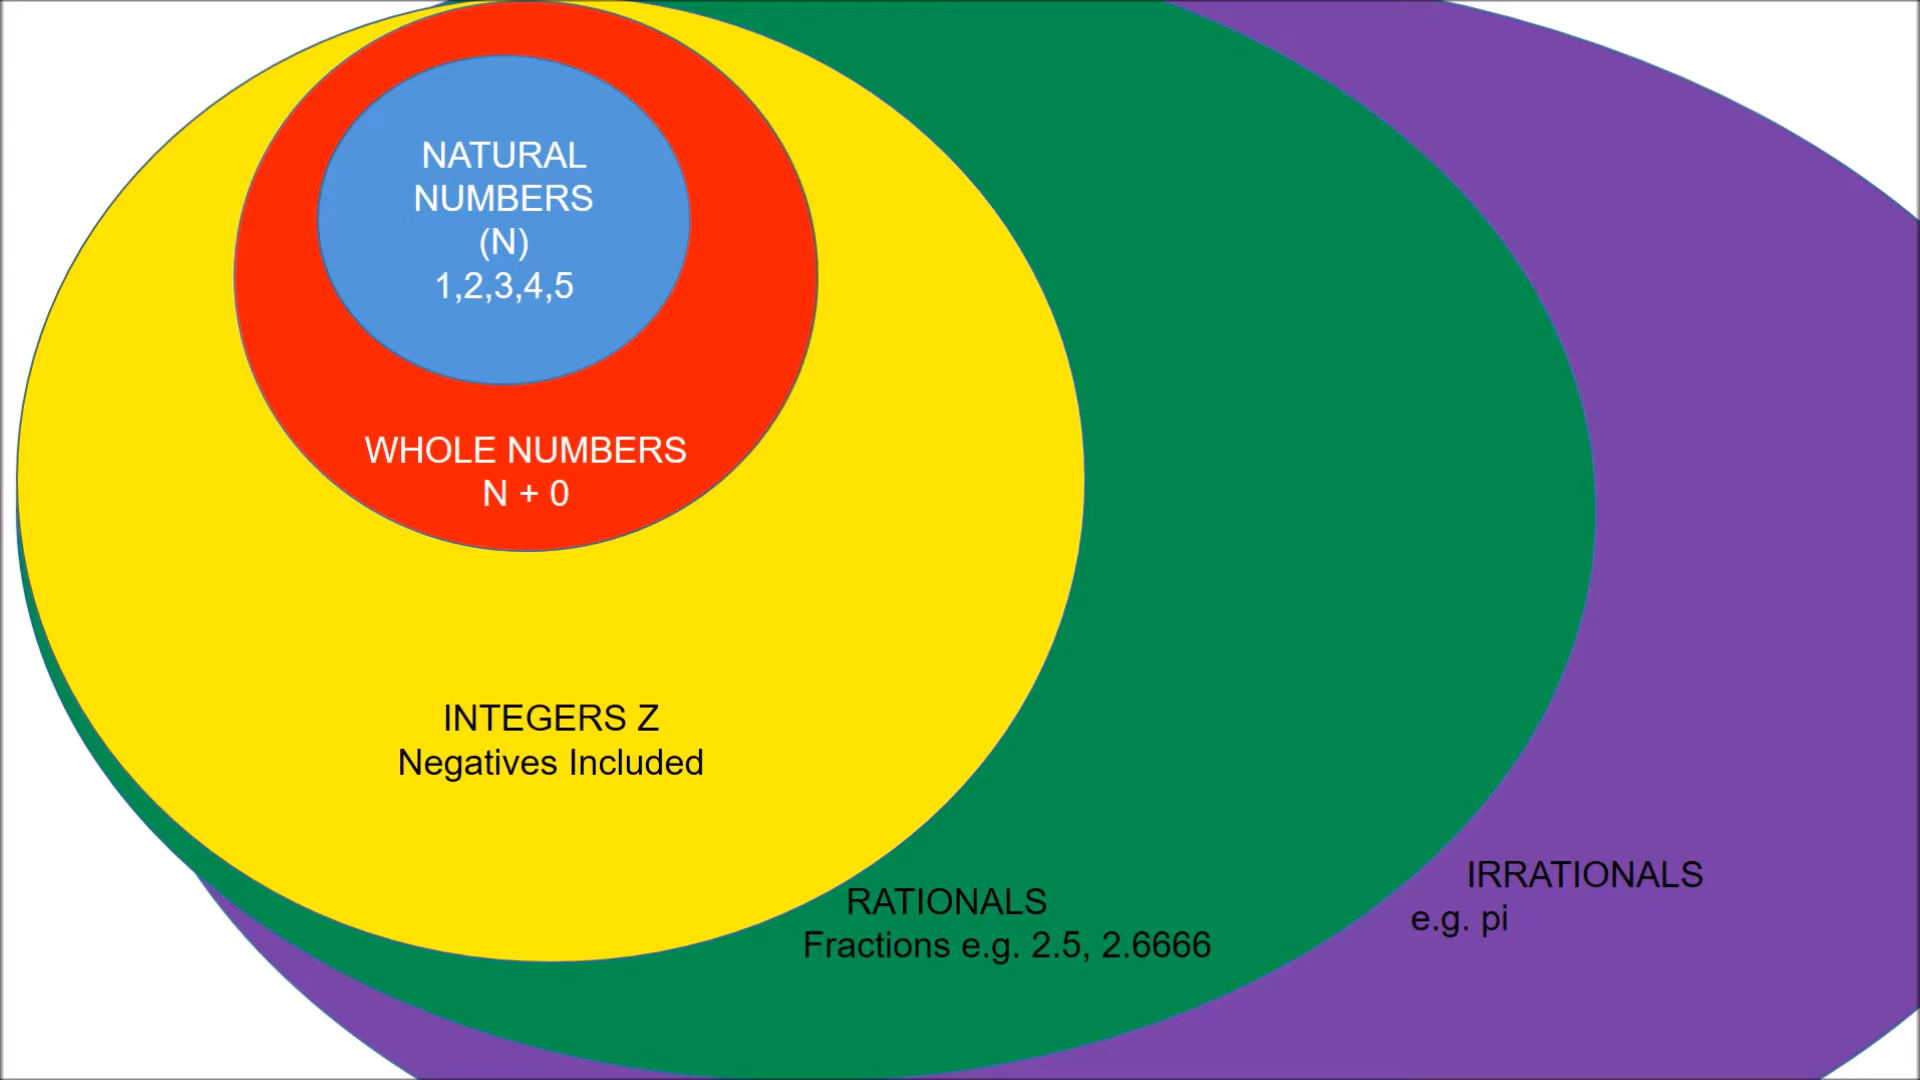 NATURAL
NUMBERS
(N)
1,2,3,4,5
WHOLE NUMBERS
N + 0
INTEGERS Z
Negatives Included
RATIONALS
Fractions e.g. 2.5, 2.6666
IRRATIONALS
e.g. pi